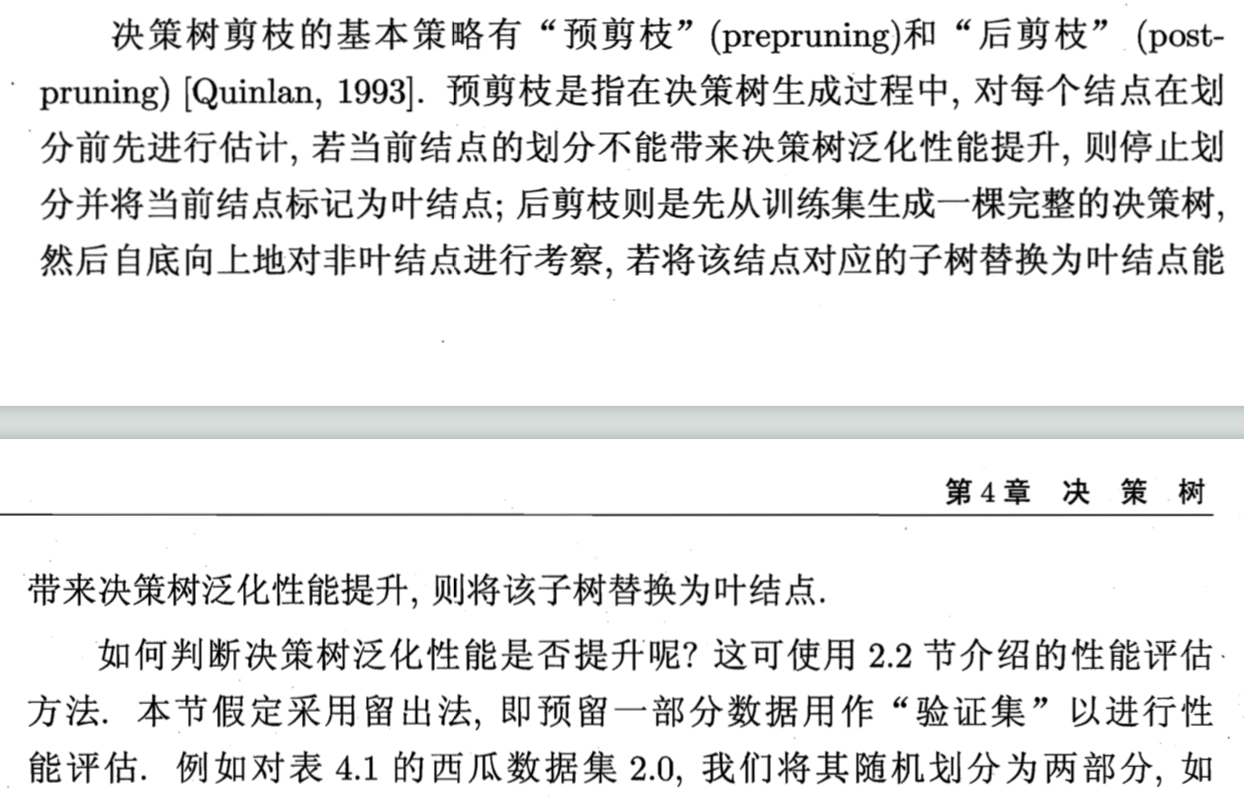 决策树剪枝的基本策略有“预剪枝”(prepruning)和“后剪枝” (post-
pruning) [Quinlan, 1993]. 预剪枝是指在决策树生成过程中, 对每个结点在划
分前先进行估计, 若当前结点的划分不能带来决策树泛化性能提升, 则停止划
分并将当前结点标记为叶结点; 后剪枝则是先从训练集生成一棵完整的决策树,
然后自底向上地对非叶结点进行考察, 若将该结点对应的子树替换为叶结点能
第 4 章 决 策 树
带来决策树泛化性能提升, 则将该子树替换为叶结点.
如何判断决策树泛化性能是否提升呢? 这可使用 2.2 节介绍的性能评估
方法. 本节假定采用留出法, 即预留一部分数据用作“验证集”以进行性
能评估. 例如对表 4.1 的西瓜数据集 2.0, 我们将其随机划分为两部分, 如